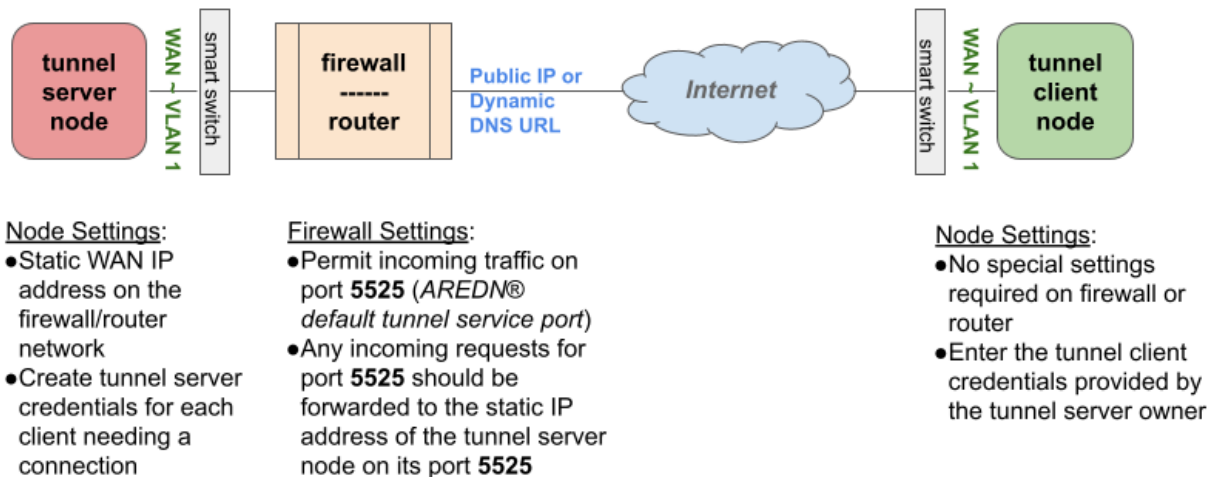 tunnel
server
node
WAN ~ VLAN 1
smart switch
firewall
------
router
Public IP or
Dynamic
DNS URL
Internet
smart switch
WAN ~ VLAN 1
tunnel
client
node
Node Settings:
●Static WAN IP
address on the
firewall/router
network
●Create tunnel server
credentials for each
client needing a
connection
Firewall Settings:
●Permit incoming traffic on
port 5525 (AREDN®
default tunnel service port)
●Any incoming requests for
port 5525 should be
forwarded to the static IP
address of the tunnel server
node on its port 5525
Node Settings:
●No special settings
required on firewall or
router
●Enter the tunnel client
credentials provided by
the tunnel server owner